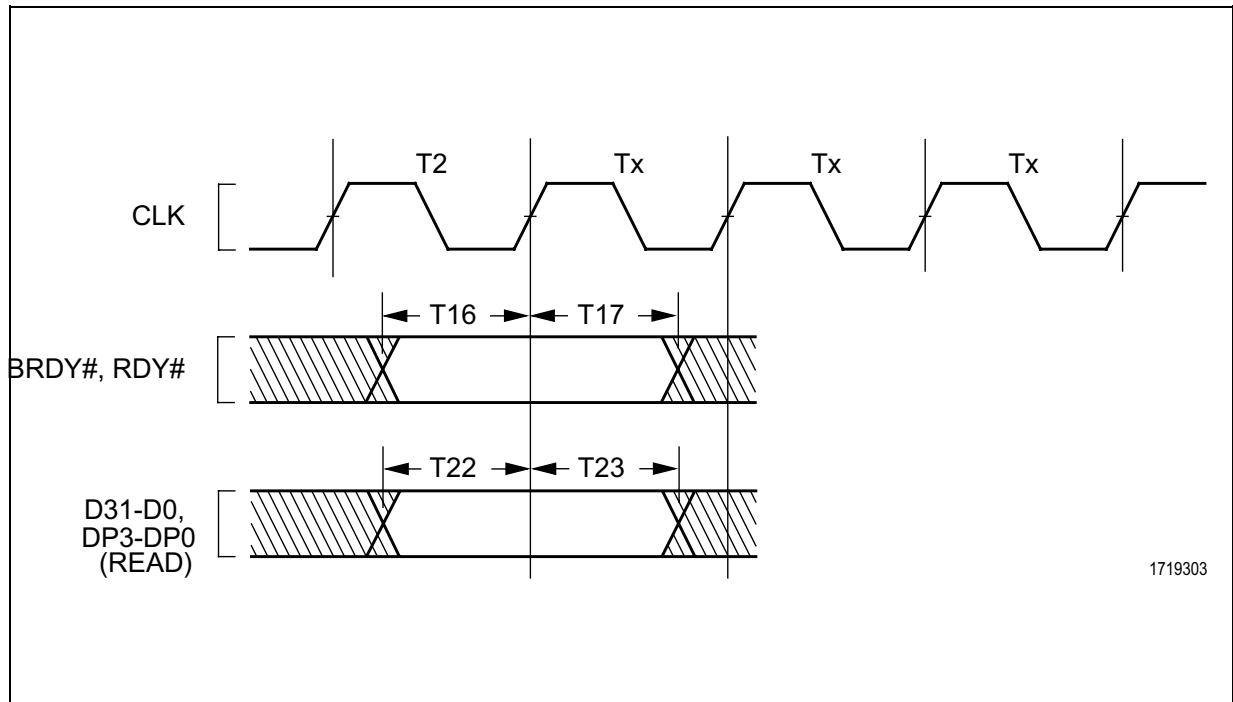 T2 Tx Tx Tx
CLK
T16 T17
BRDY#, RDY#
T22 T23
D31-D0,
DP3-DP0
(READ)
1719303